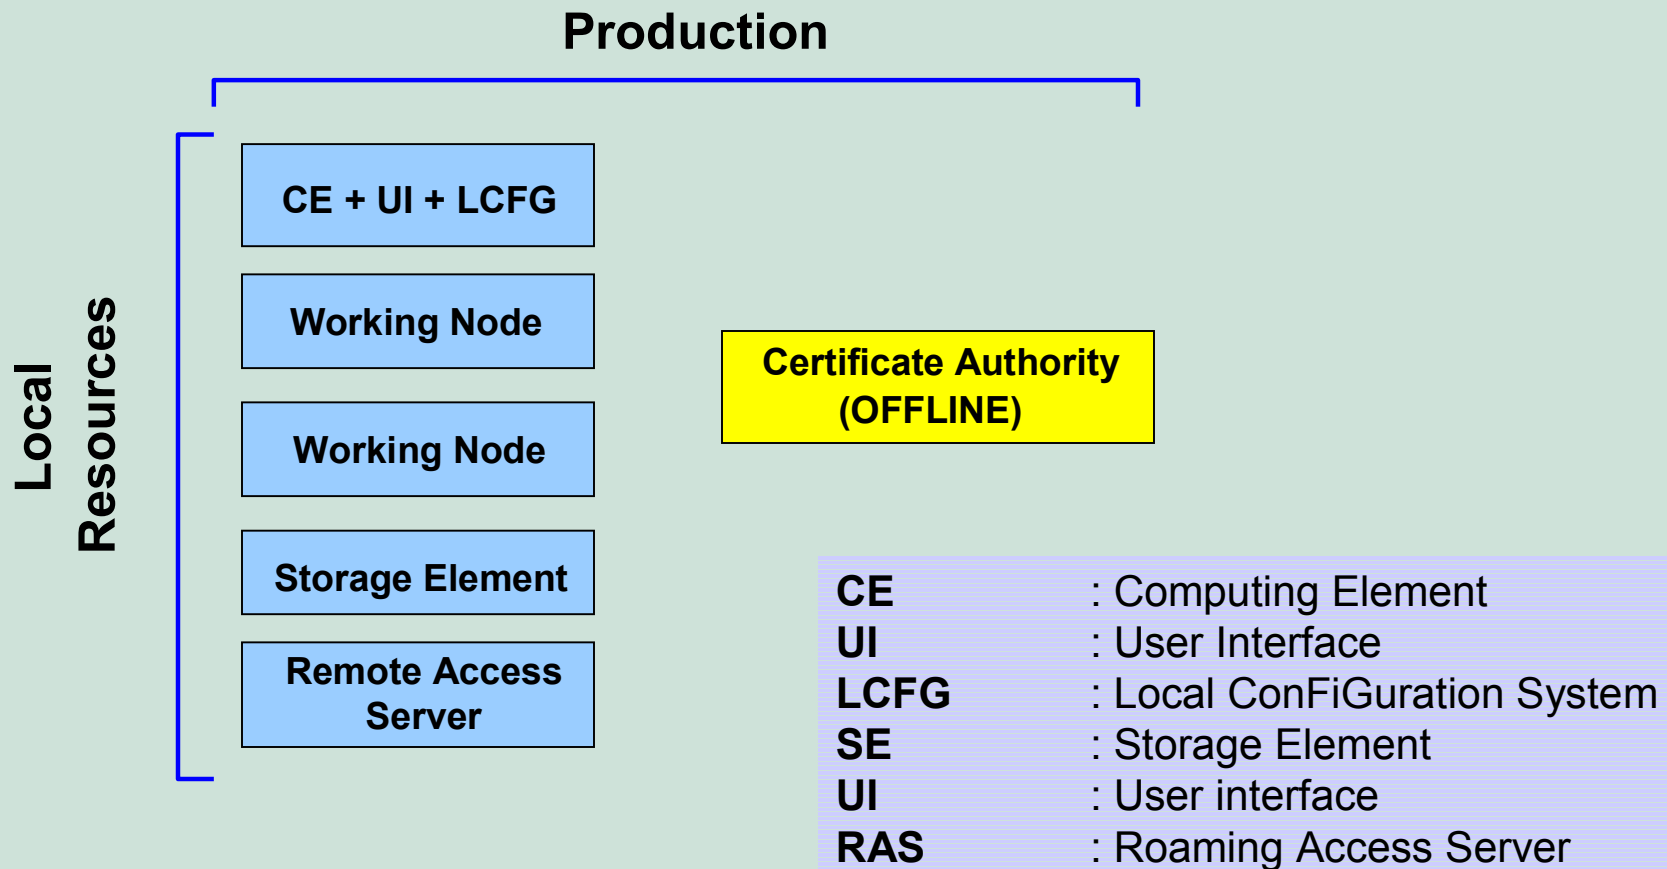 Production
Local
Resources
CE + UI + LCFG
Working Node
Working Node
Storage Element
Remote Access
Server
Certificate Authority
(OFFLINE)
CE : Computing Element
UI : User Interface
LCFG : Local ConFiGuration System
SE : Storage Element
UI : User interface
RAS : Roaming Access Server